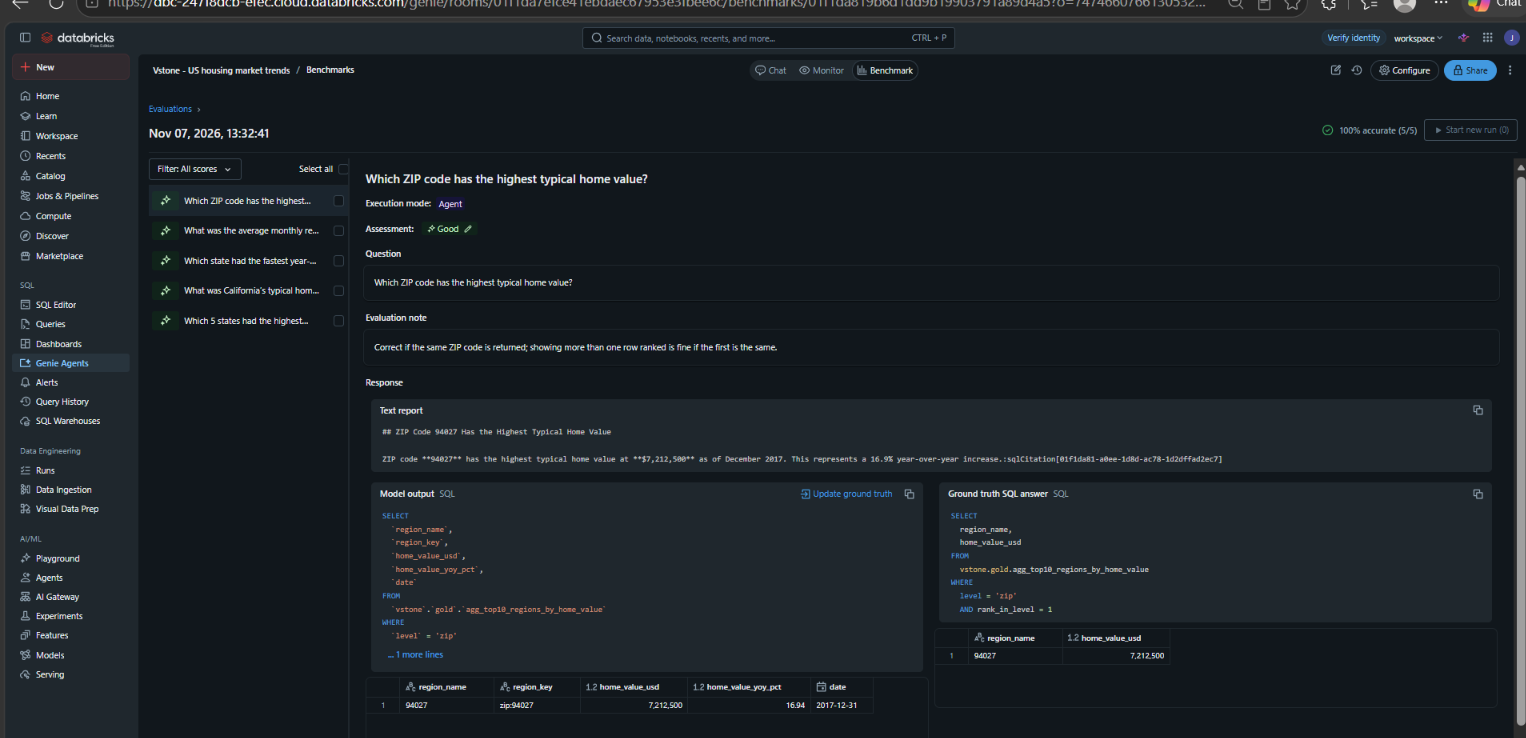 Chat
databricks
Free Edition
Search data, notebooks, recents, and more...
CTRL + P
Verify identity
workspace
J
New
Vstone - US housing market trends / Benchmarks
Chat
Monitor
Benchmark
Configure
Share
Home
Learn
Workspace
Recents
Catalog
Jobs & Pipelines
Compute
Discover
Marketplace
SQL
SQL Editor
Queries
Dashboards
Genie Agents
Alerts
Query History
SQL Warehouses
Data Engineering
Runs
Data Ingestion
Visual Data Prep
AI/ML
Playground
Agents
AI Gateway
Experiments
Features
Models
Serving
Evaluations ›
Nov 07, 2026, 13:32:41
100% accurate (5/5)
Start new run (0)
Filter: All scores
Select all
Which ZIP code has the highest...
What was the average monthly re...
Which state had the fastest year-...
What was California's typical hom...
Which 5 states had the highest...
Which ZIP code has the highest typical home value?
Execution mode: Agent
Assessment: Good
Question
Which ZIP code has the highest typical home value?
Evaluation note
Correct if the same ZIP code is returned; showing more than one row ranked is fine if the first is the same.
Response
Text report
## ZIP Code 94027 Has the Highest Typical Home Value
ZIP code **94027** has the highest typical home value at **$7,212,500** as of December 2017. This represents a 16.9% year-over-year increase.:sqlCitation[01f1da81-a0ee-1d8d-ac78-1d2dffad2ec7]
Model output SQL
Update ground truth
SELECT
`region_name`,
`region_key`,
`home_value_usd`,
`home_value_yoy_pct`,
`date`
FROM
`vstone`.`gold`.`agg_top10_regions_by_home_value`
WHERE
`level` = 'zip'
... 1 more lines
region_name region_key 1.2 home_value_usd 1.2 home_value_yoy_pct date
1 94027 zip:94027 7,212,500 16.94 2017-12-31
Ground truth SQL answer SQL
SELECT
region_name,
home_value_usd
FROM
vstone.gold.agg_top10_regions_by_home_value
WHERE
level = 'zip'
AND rank_in_level = 1
region_name 1.2 home_value_usd
1 94027 7,212,500